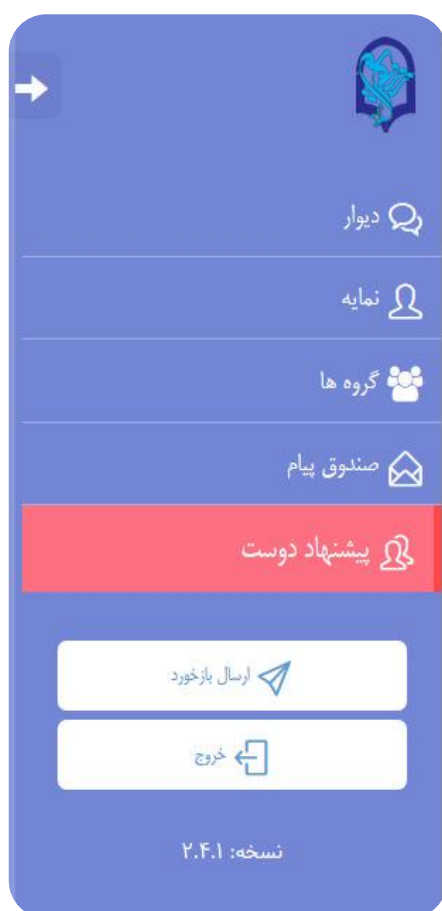 دیوار
نمایه
گروه ها
صندوق پیام
پیشنهاد دوست
ارسال بازخورد
خروج
نسخه: ۲.۴.۱